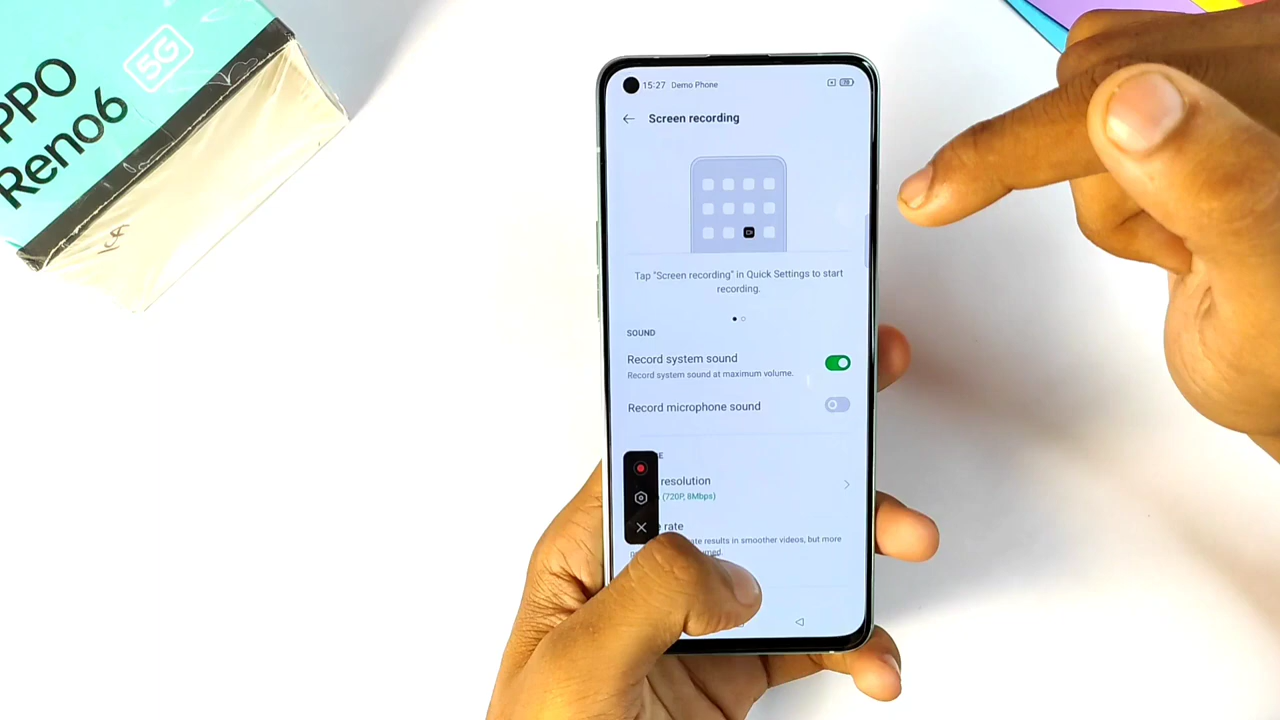 OPPO
Reno6
5G
15:27 Demo Phone
Screen recording
Tap "Screen recording" in Quick Settings to start
recording.
SOUND
Record system sound
Record system sound at maximum volume.
Record microphone sound
resolution
(720P, 8Mbps)
rate
results in smoother videos, but more